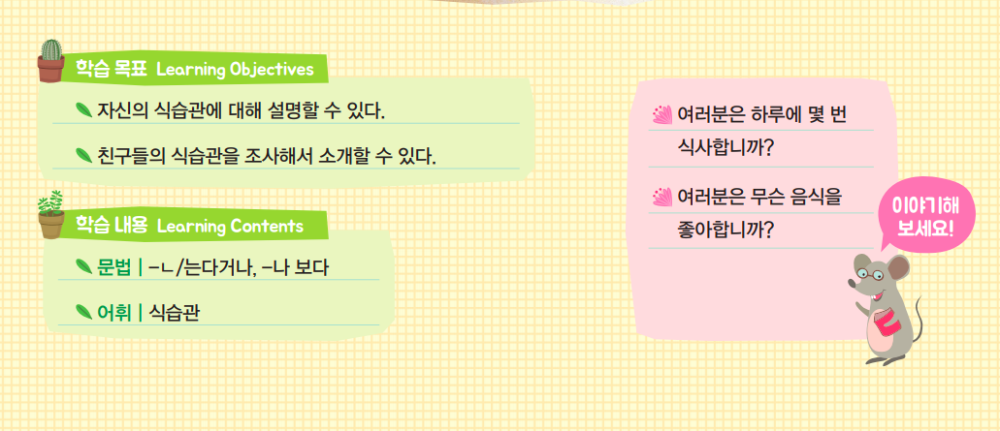 학습 목표 Learning Objectives
자신의 식습관에 대해 설명할 수 있다.
친구들의 식습관을 조사해서 소개할 수 있다.
학습 내용 Learning Contents
문법 | –ㄴ/는다거나, –나 보다
어휘 | 식습관
여러분은 하루에 몇 번
식사합니까?
여러분은 무슨 음식을
좋아합니까?
이야기해
보세요!